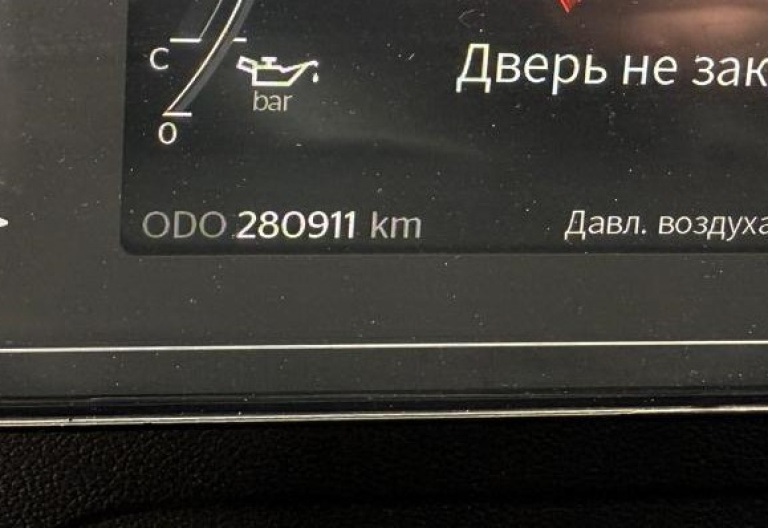 C
Дверь не зак
bar
0
ODO 280911 km
Давл. воздуха